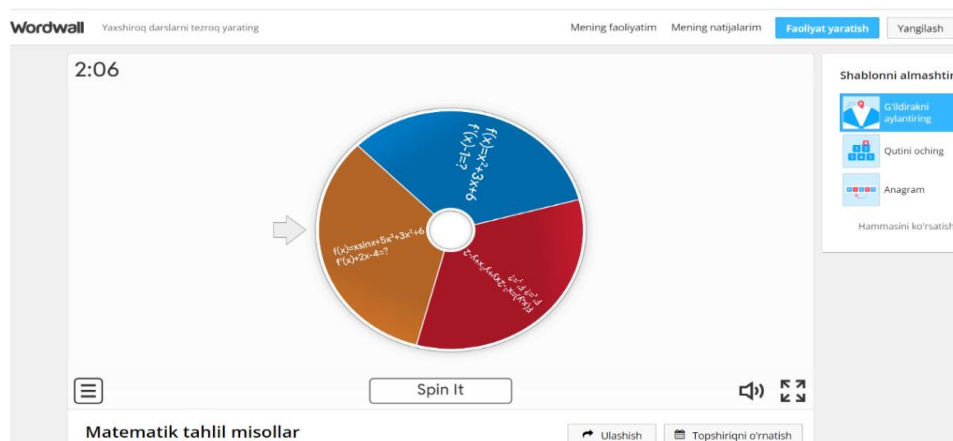 Wordwall Yaxshiroq darslarni tezroq yarating Mening faoliyatim Mening natijalarim Faoliyat yaratish Yangilash
2:06
Shablonni almashtir
G'ildirakni
aylantiring
Qutini oching
Anagram
Hammasini ko'rsatish
f(x)=x²+3x+6
f'(x)-1=?
f(x)=xsinx+5x³+3x²+6
f'(x)+2x-4=?
Spin It
Matematik tahlil misollar
Ulashish Topshiriqni o'rnatish